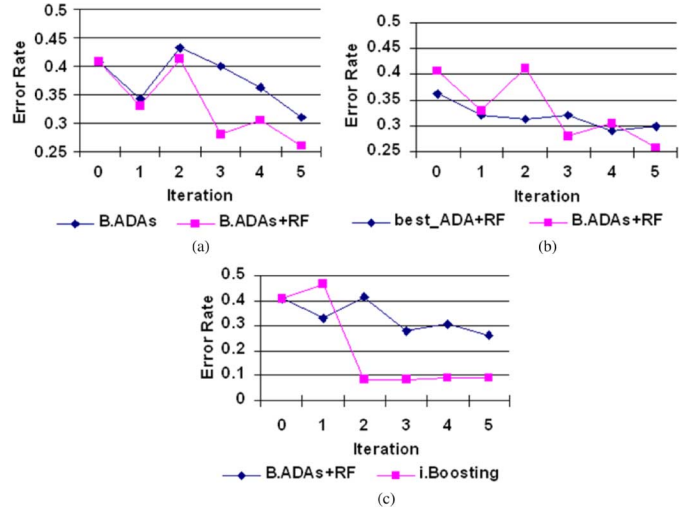 0.5
0.45
0.4
0.35
0.3
0.25
Error Rate
0 1 2 3 4 5
Iteration
B.ADAs B.ADAs+RF
(a)
0.5
0.45
0.4
0.35
0.3
0.25
Error Rate
0 1 2 3 4 5
Iteration
best_ADA+RF B.ADAs+RF
(b)
0.5
0.4
0.3
0.2
0.1
0
Error Rate
0 1 2 3 4 5
Iteration
B.ADAs+RF i.Boosting
(c)